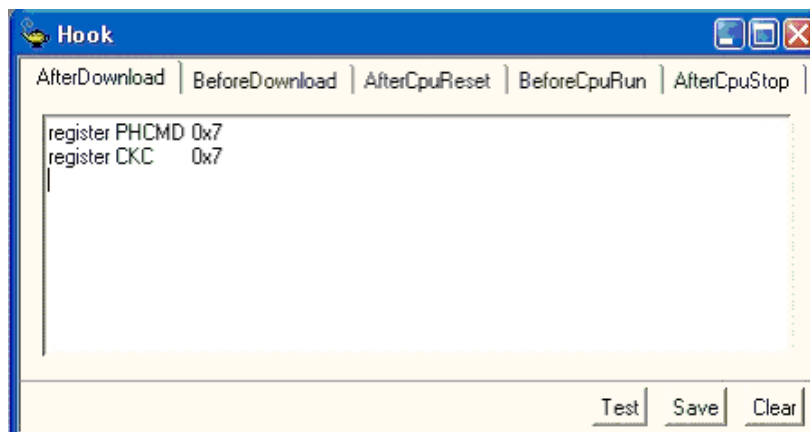 Hook
AfterDownload BeforeDownload AfterCpuReset BeforeCpuRun AfterCpuStop
register PHCMD 0x7
register CKC 0x7
Test Save Clear